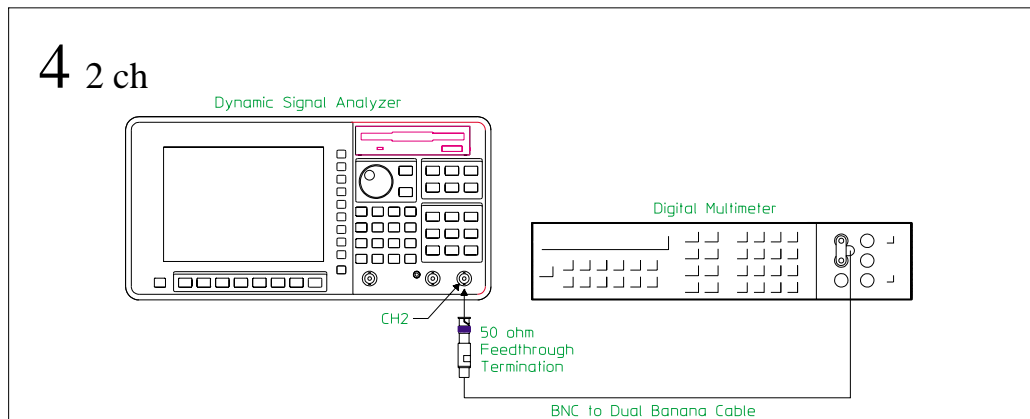 4 2 ch
Dynamic Signal Analyzer
Digital Multimeter
CH2
50 ohm
Feedthrough
Termination
BNC to Dual Banana Cable